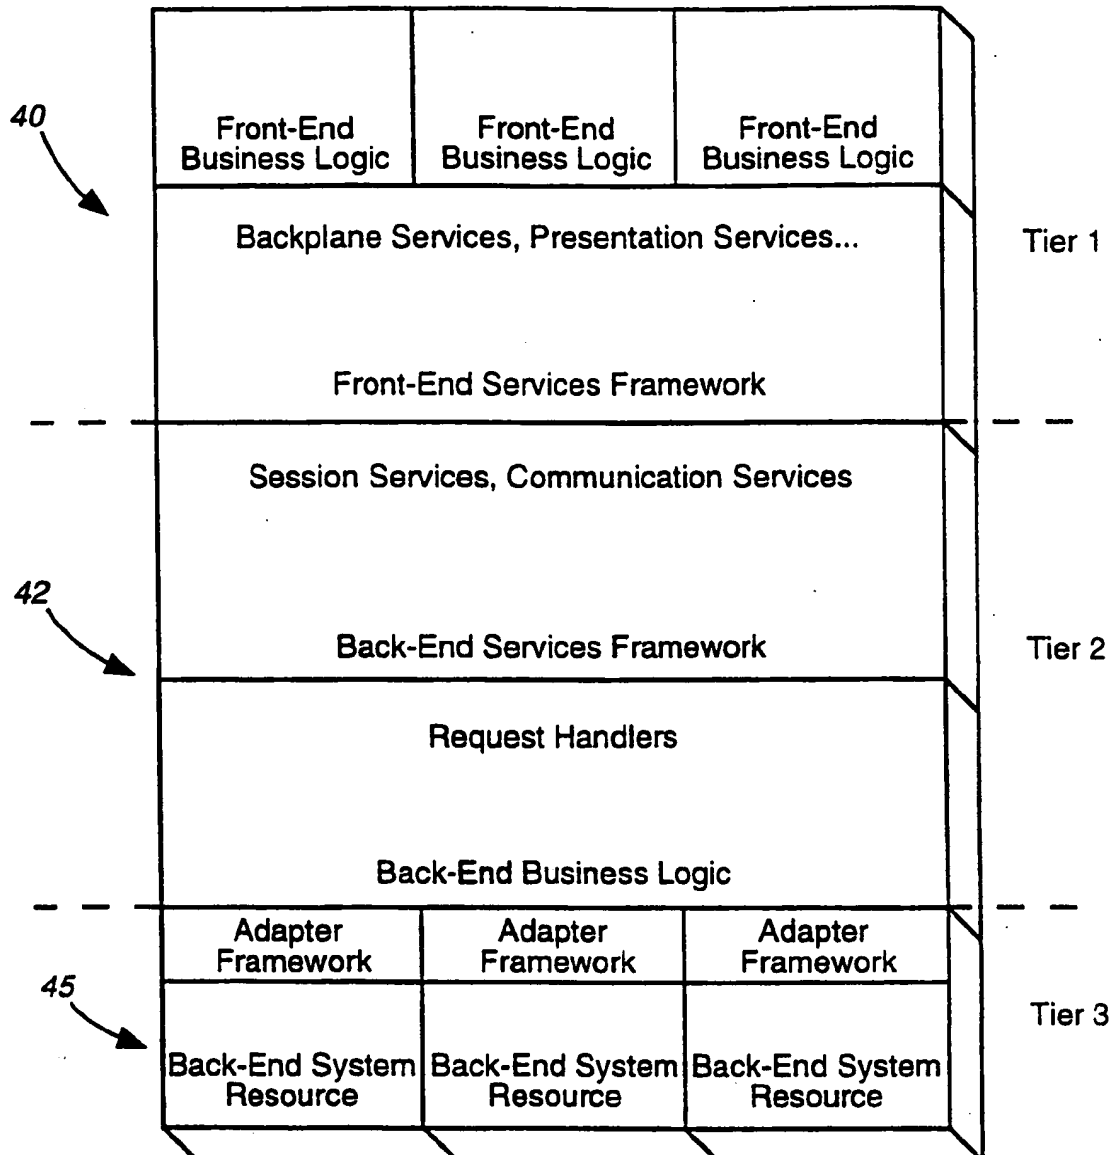 40
Front-End
Business Logic
Front-End
Business Logic
Front-End
Business Logic
Backplane Services, Presentation Services...
Tier 1
Front-End Services Framework
Session Services, Communication Services
42
Back-End Services Framework
Tier 2
Request Handlers
Back-End Business Logic
Adapter
Framework
Adapter
Framework
Adapter
Framework
45
Tier 3
Back-End System
Resource
Back-End System
Resource
Back-End System
Resource